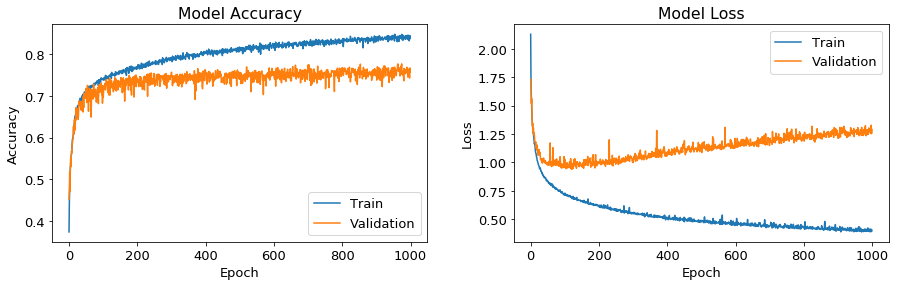 Model Accuracy
Accuracy
0.8
0.7
0.6
0.5
0.4
Train
Validation
0
200
400
600
800
1000
Epoch
Model Loss
Loss
2.00
1.75
1.50
1.25
1.00
0.75
0.50
Train
Validation
0
200
400
600
800
1000
Epoch